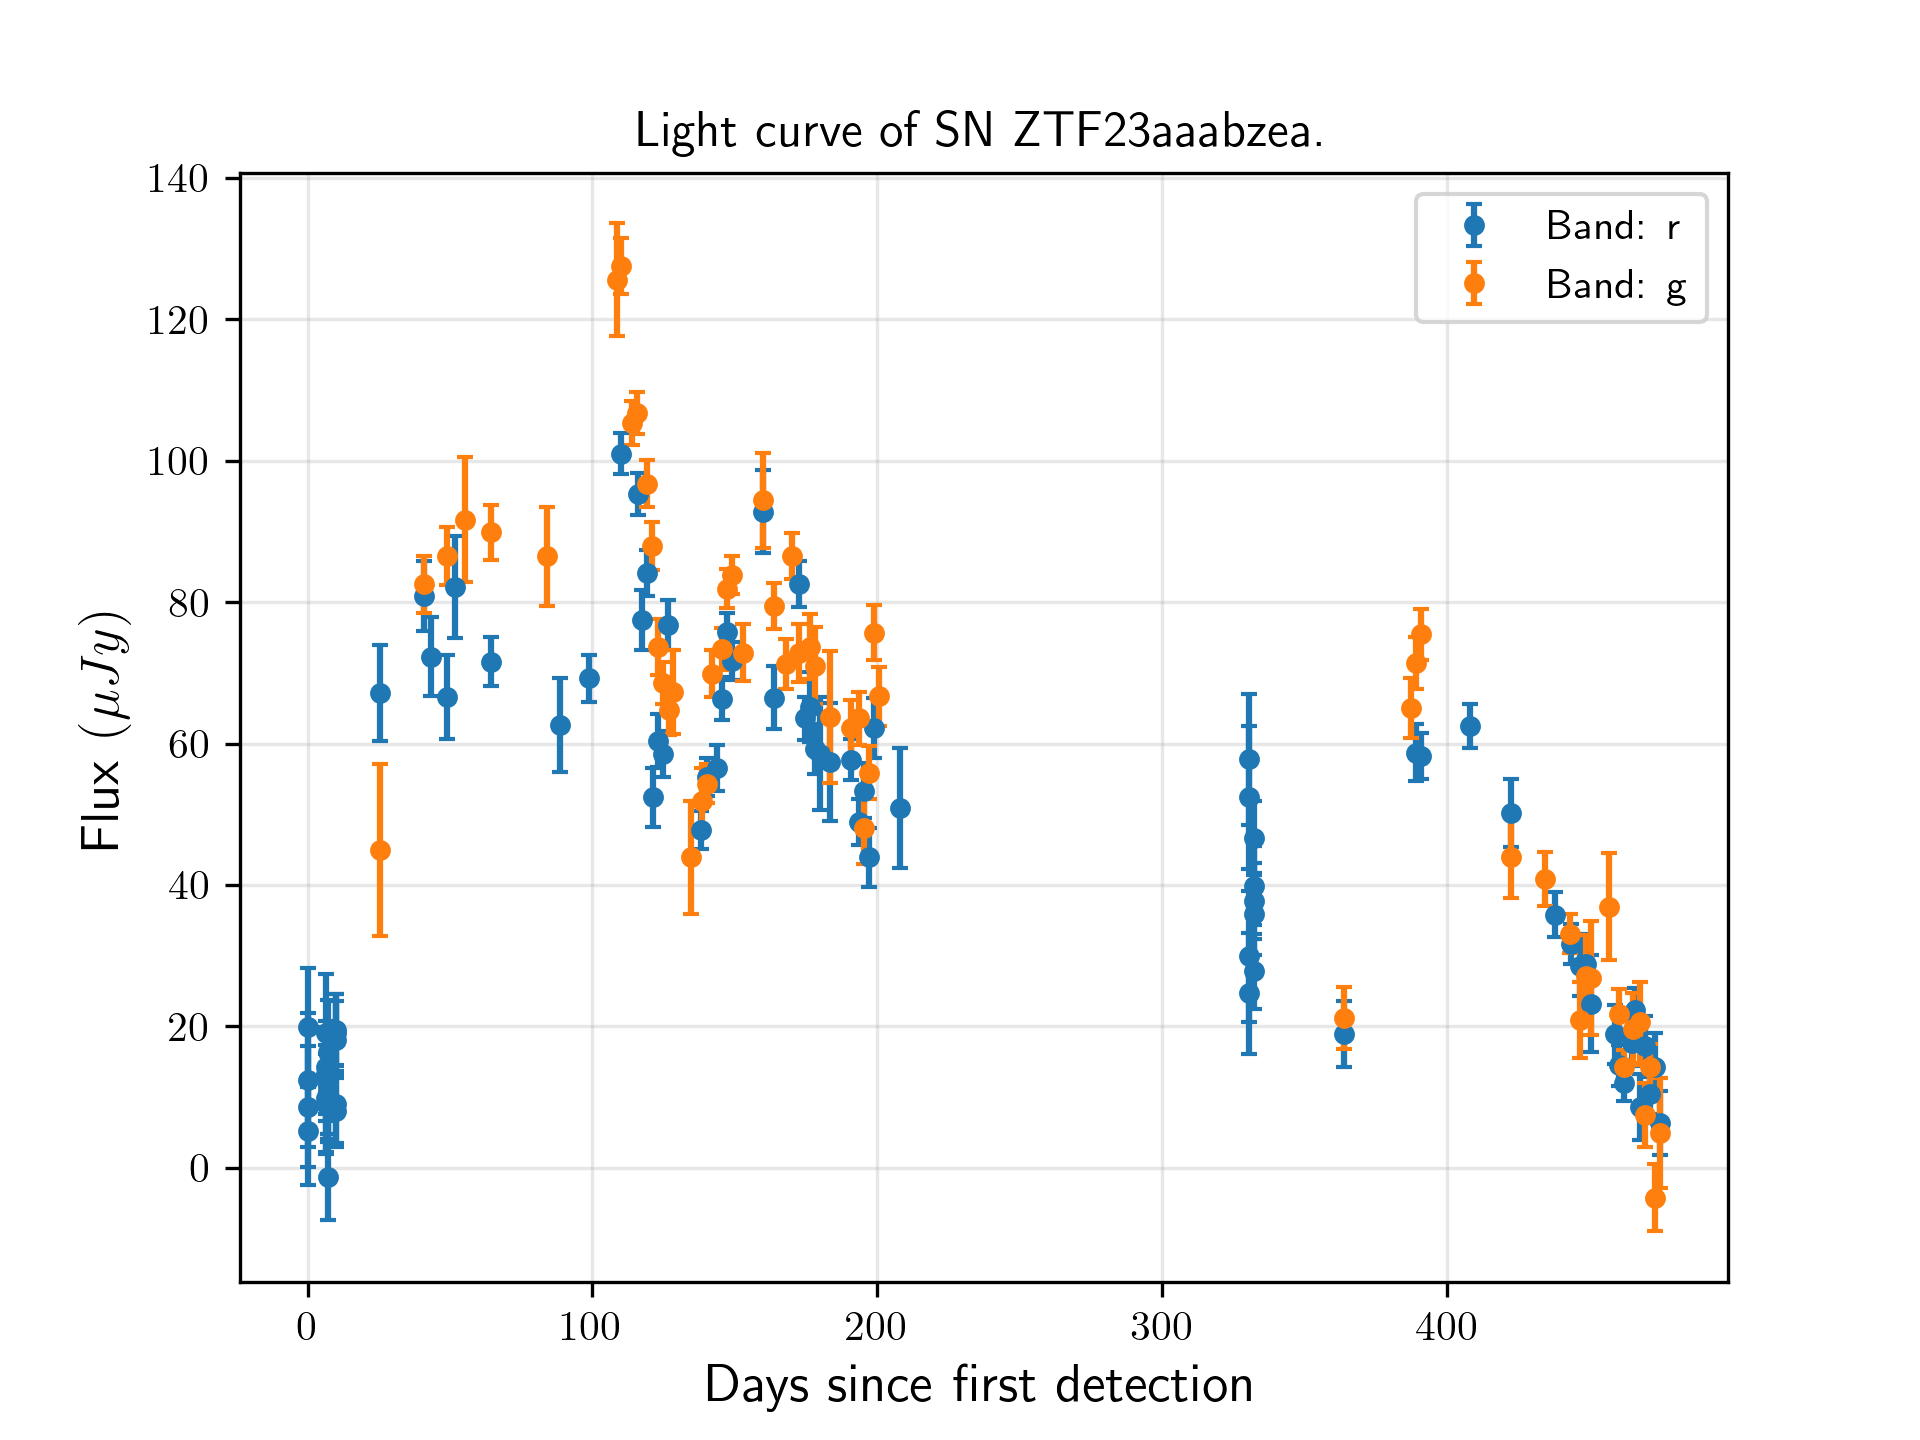 Light curve of SN ZTF23aaabzea.
140
120
100
80
60
40
20
0
Flux (μJy)
Band: r
Band: g
0 100 200 300 400
Days since first detection